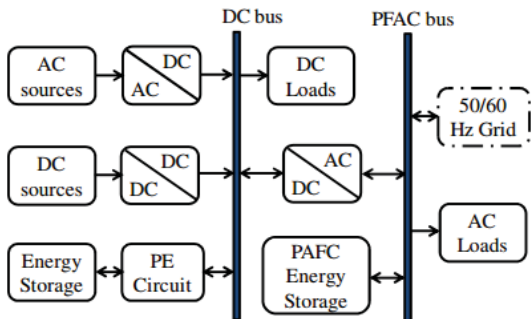 DC bus
PFAC bus
AC
sources
DC
AC
DC
Loads
50/60
Hz Grid
DC
sources
DC
DC
AC
DC
AC
Loads
Energy
Storage
PE
Circuit
PAFC
Energy
Storage